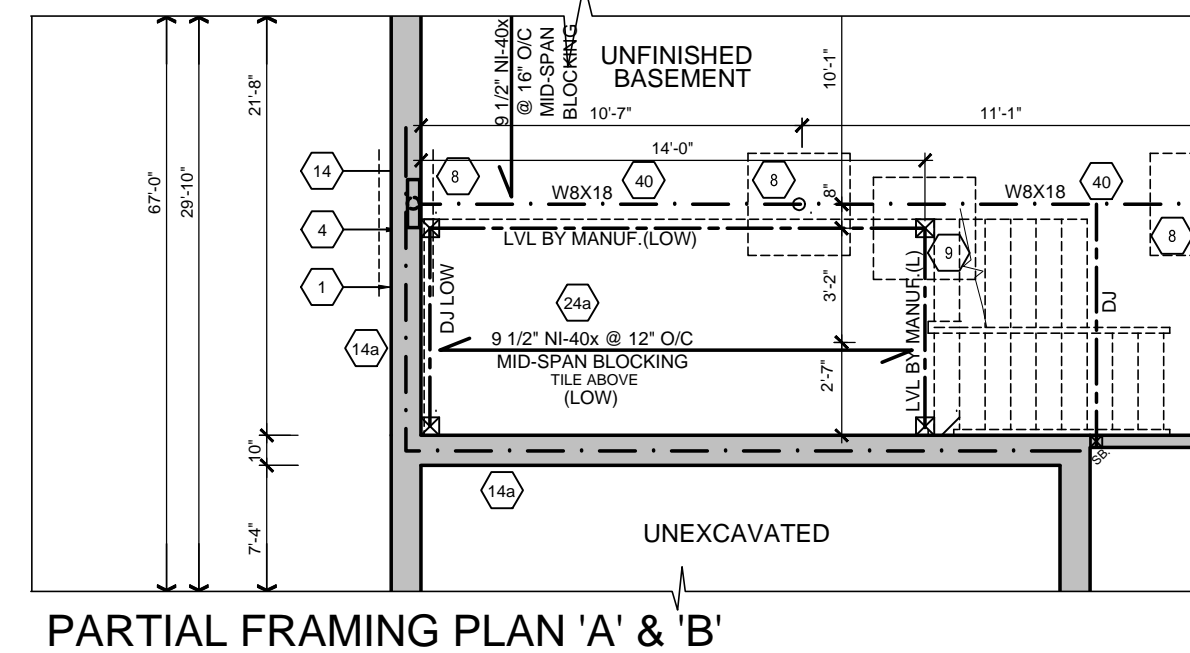 9 1/2" NI-40x
@ 16" O/C
MID-SPAN
BLOCKING
UNFINISHED
BASEMENT
10'-1"
21'-8"
67'-0"
29'-10"
10'-7"
11'-1"
14'-0"
14
8
40
8
8"
40
W8X18
W8X18
4
8
LVL BY MANUF.(LOW)
9
1
DJ LOW
24a
3'-2"
LVL BY MANUF.(L)
DJ
14a
9 1/2" NI-40x @ 12" O/C
MID-SPAN BLOCKING
TILE ABOVE
(LOW)
2'-7"
10"
SB.
14a
7'-4"
UNEXCAVATED
PARTIAL FRAMING PLAN 'A' & 'B'